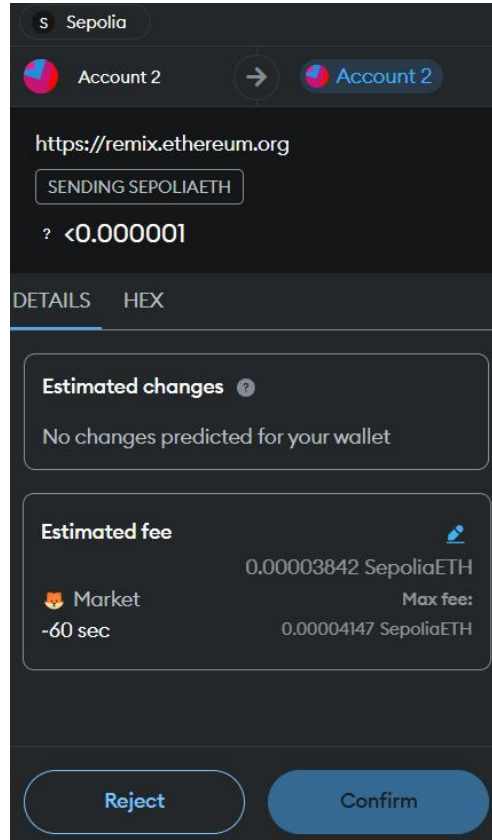 S Sepolia
Account 2 → Account 2
https://remix.ethereum.org
SENDING SEPOLIAETH
? <0.000001
DETAILS HEX
Estimated changes ?
No changes predicted for your wallet
Estimated fee
0.00003842 SepoliaETH
Market Max fee:
~60 sec 0.00004147 SepoliaETH
Reject Confirm